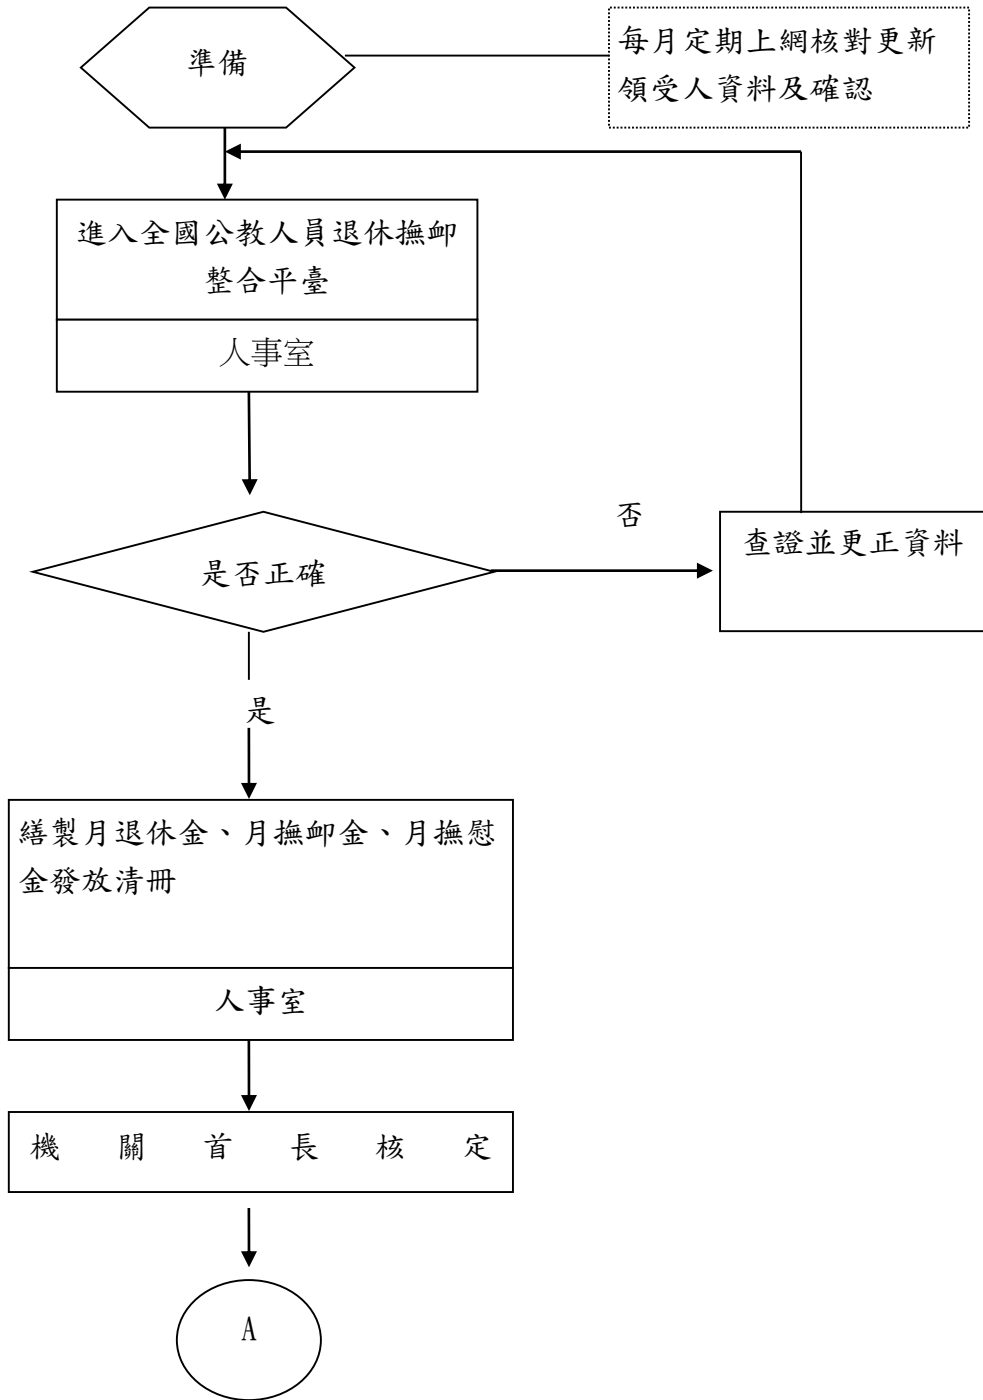 準備
每月定期上網核對更新
領受人資料及確認
進入全國公教人員退休撫卹
整合平臺
人事室
否
查證並更正資料
是否正確
是
繕製月退休金、月撫卹金、月撫慰
金發放清冊
人事室
機關首長核定
A